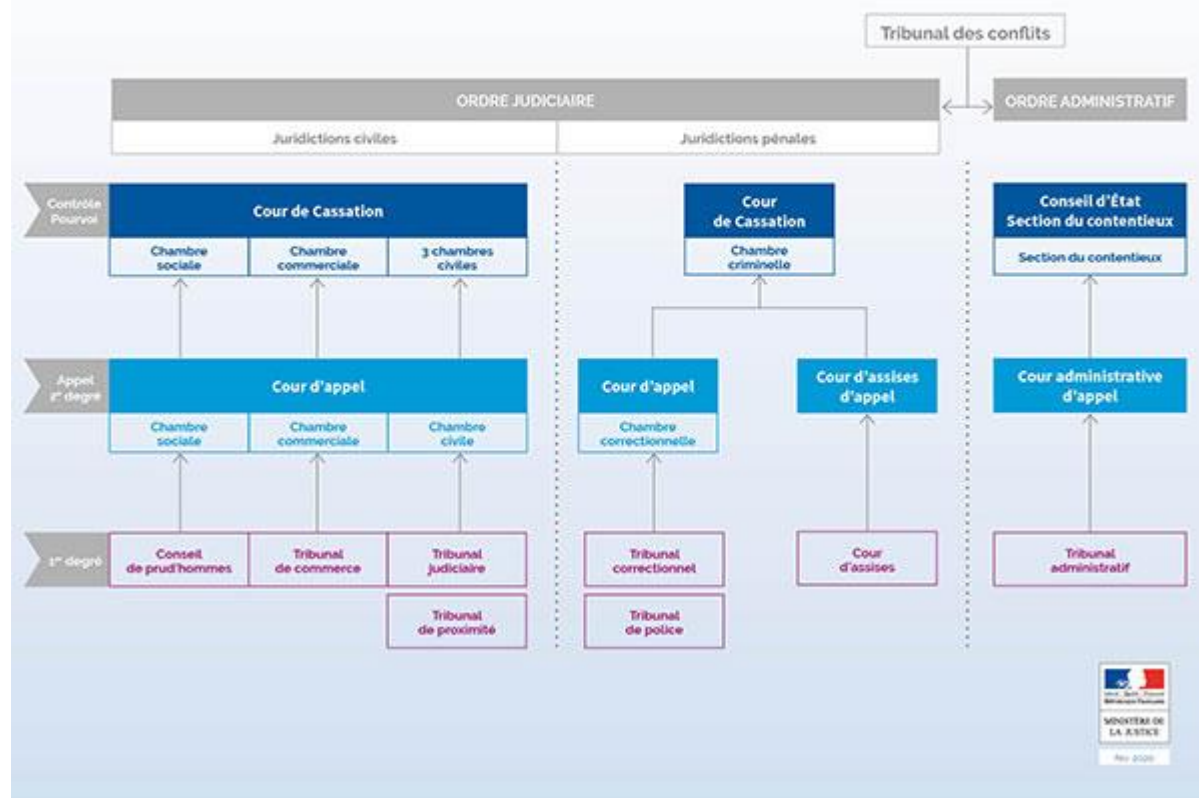 Tribunal des conflits
ORDRE JUDICIAIRE
ORDRE ADMINISTRATIF
Juridictions civiles
Juridictions pénales
Contrôle
Pourvoi
Cour de Cassation
Chambre
sociale
Chambre
commerciale
3 chambres
civiles
Cour
de Cassation
Chambre
criminelle
Conseil d'État
Section du contentieux
Section du contentieux
Appel
2e degré
Cour d'appel
Chambre
sociale
Chambre
commerciale
Chambre
civile
Cour d'appel
Chambre
correctionnelle
Cour d'assises
d'appel
Cour administrative
d'appel
1er degré
Conseil
de prud'hommes
Tribunal
de commerce
Tribunal
judiciaire
Tribunal
de proximité
Tribunal
correctionnel
Tribunal
de police
Cour
d'assises
Tribunal
administratif
MINISTÈRE DE
LA JUSTICE